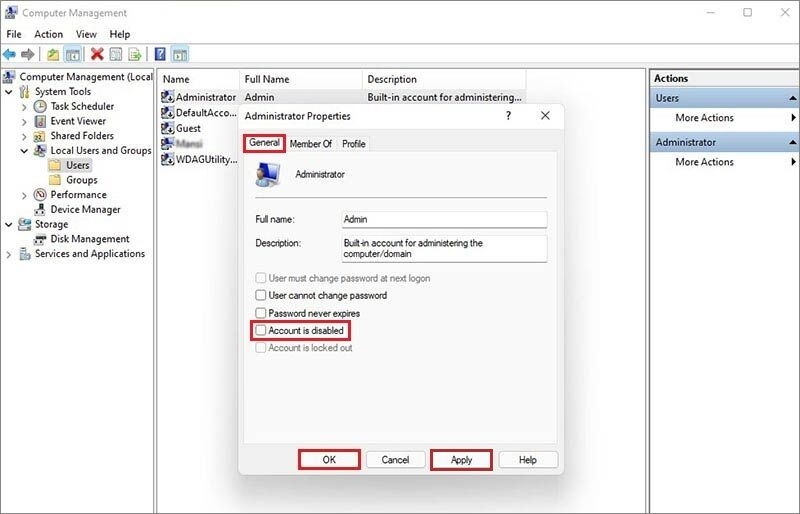 Computer Management
File Action View Help
Computer Management (Local
System Tools
Task Scheduler
Event Viewer
Shared Folders
Local Users and Groups
Users
Groups
Performance
Device Manager
Storage
Disk Management
Services and Applications
Name Full Name Description
Administrator Admin Built-in account for administering...
DefaultAcco...
Guest
WDAGUtility...
Administrator Properties ?
General Member Of Profile
Administrator
Full name: Admin
Description: Built-in account for administering the
computer/domain
User must change password at next logon
User cannot change password
Password never expires
Account is disabled
Account is locked out
OK Cancel Apply Help
Actions
Users
More Actions
Administrator
More Actions